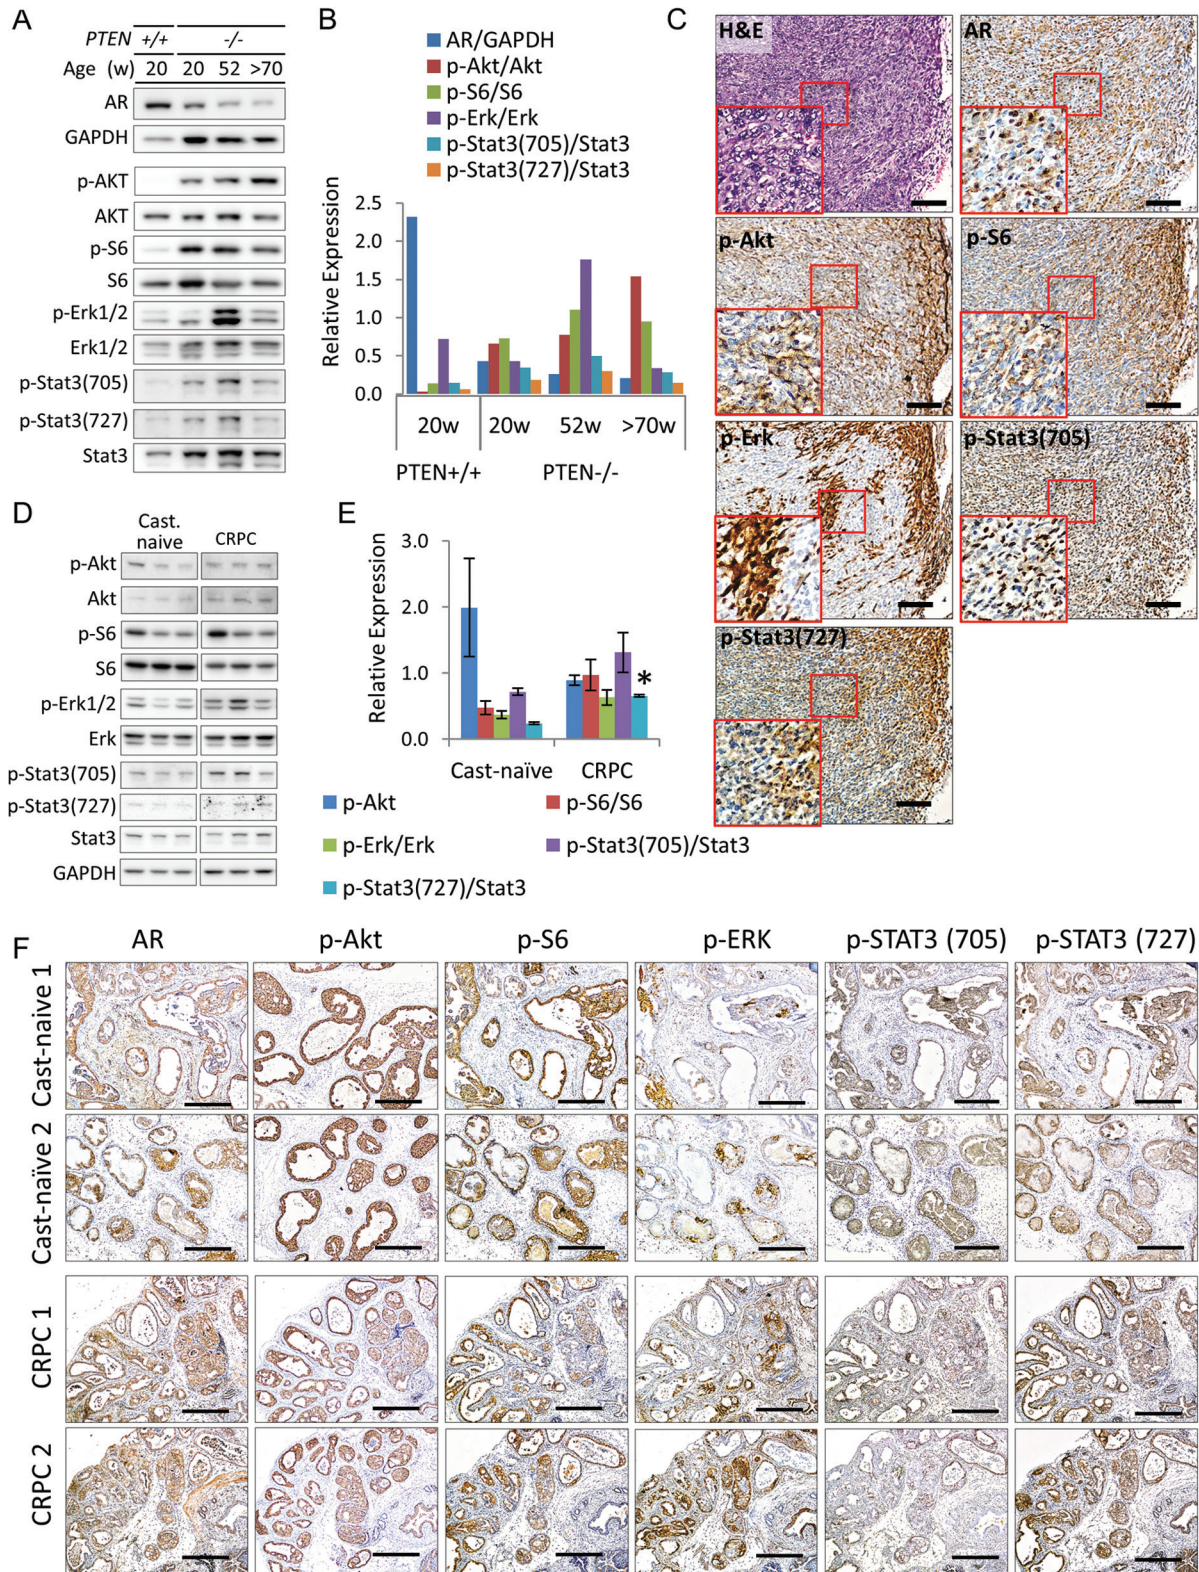 A
PTEN +/+ -/-
Age (w) 20 20 52 >70
AR
GAPDH
p-AKT
AKT
p-S6
S6
p-Erk1/2
Erk1/2
p-Stat3(705)
p-Stat3(727)
Stat3
B
AR/GAPDH
p-Akt/Akt
p-S6/S6
p-Erk/Erk
p-Stat3(705)/Stat3
p-Stat3(727)/Stat3
Relative Expression
2.5
2.0
1.5
1.0
0.5
0.0
20w 20w 52w >70w
PTEN+/+ PTEN-/-
C
H&E AR
p-Akt p-S6
p-Erk p-Stat3(705)
p-Stat3(727)
D
Cast. naive CRPC
p-Akt
Akt
p-S6
S6
p-Erk1/2
Erk
p-Stat3(705)
p-Stat3(727)
Stat3
GAPDH
E
Relative Expression
3.0
2.0
1.0
0.0
*
Cast-naïve CRPC
p-Akt p-S6/S6
p-Erk/Erk p-Stat3(705)/Stat3
p-Stat3(727)/Stat3
F
AR p-Akt p-S6 p-ERK p-STAT3 (705) p-STAT3 (727)
Cast-naive 1
Cast-naïve 2
CRPC 1
CRPC 2